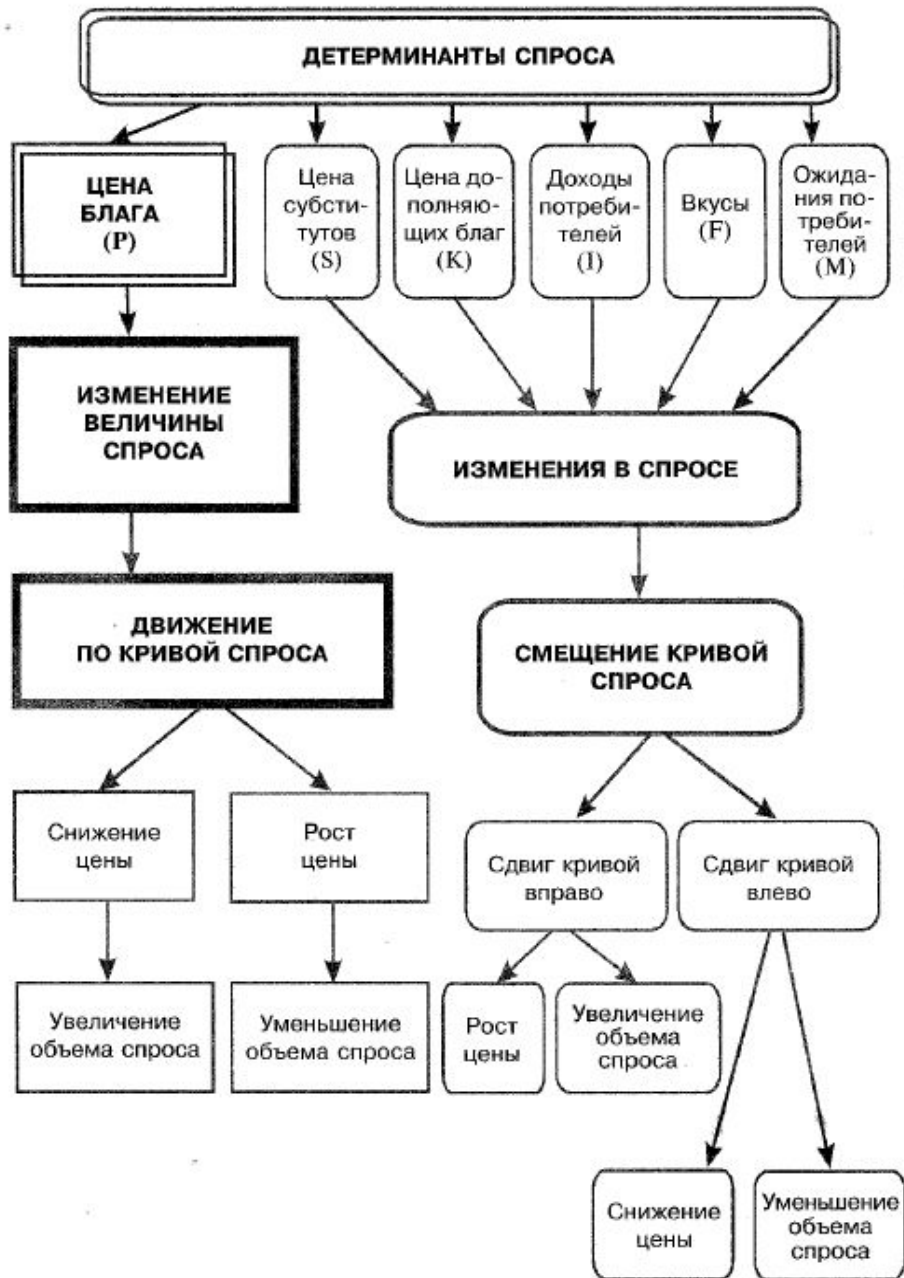 ДЕТЕРМИНАНТЫ СПРОСА
ЦЕНА
БЛАГА
(P)
Цена
субсти-
тутов
(S)
Цена до-
полняю-
щих благ
(K)
Доходы
потреби-
телей
(I)
Вкусы
(F)
Ожида-
ния по-
треби-
телей
(M)
ИЗМЕНЕНИЕ
ВЕЛИЧИНЫ
СПРОСА
ИЗМЕНЕНИЯ В СПРОСЕ
ДВИЖЕНИЕ
ПО КРИВОЙ СПРОСА
СМЕЩЕНИЕ КРИВОЙ
СПРОСА
Снижение
цены
Рост
цены
Сдвиг кривой
вправо
Сдвиг кривой
влево
Увеличение
объема спроса
Уменьшение
объема спроса
Рост
цены
Увеличение
объема
спроса
Снижение
цены
Уменьшение
объема
спроса